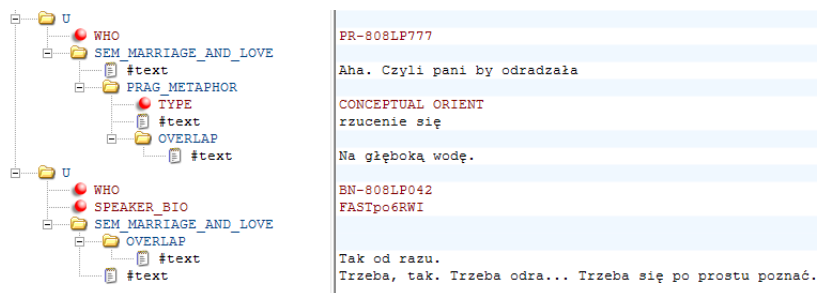 U
WHO PR-808LP777
SEM_MARRIAGE_AND_LOVE
#text Aha. Czyli pani by odradzała
PRAG_METAPHOR
TYPE CONCEPTUAL ORIENT
#text rzucenie się
OVERLAP
#text Na głęboką wodę.
U
WHO BN-808LP042
SPEAKER_BIO FASTpo6RWI
SEM_MARRIAGE_AND_LOVE
OVERLAP
#text Tak od razu.
#text Trzeba, tak. Trzeba odra... Trzeba się po prostu poznać.